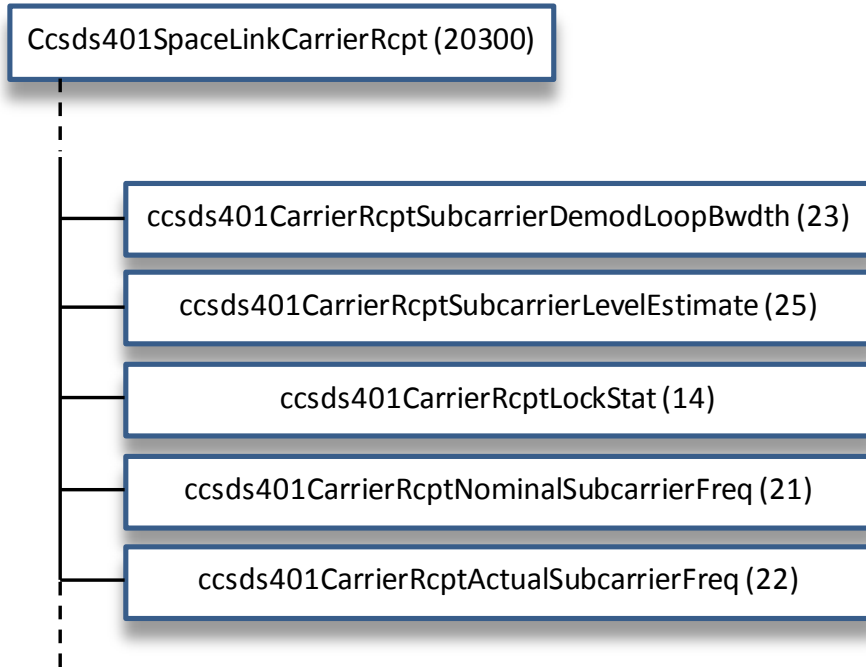 Ccsds401SpaceLinkCarrierRcpt (20300)
ccsds401CarrierRcptSubcarrierDemodLoopBwdth (23)
ccsds401CarrierRcptSubcarrierLevelEstimate (25)
ccsds401CarrierRcptLockStat (14)
ccsds401CarrierRcptNominalSubcarrierFreq (21)
ccsds401CarrierRcptActualSubcarrierFreq (22)